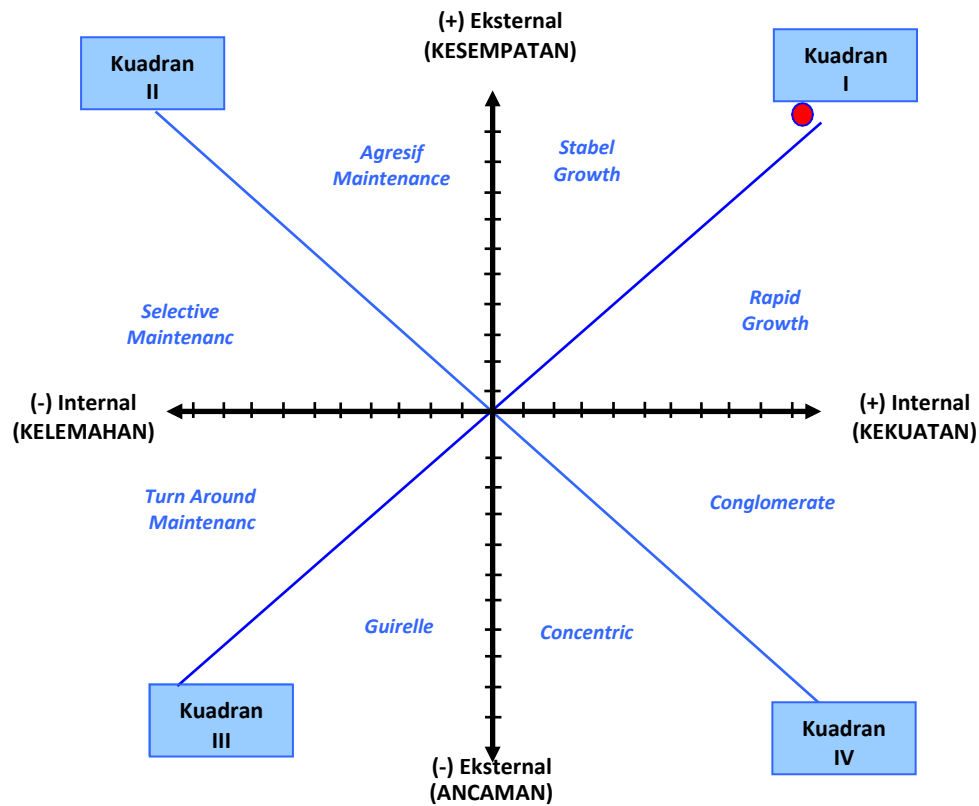 (+) Eksternal
(KESEMPATAN)
Kuadran
II
Kuadran
I
Agresif
Maintenance
Stabel
Growth
Selective
Maintenanc
Rapid
Growth
(-) Internal
(KELEMAHAN)
(+) Internal
(KEKUATAN)
Turn Around
Maintenanc
Conglomerate
Guirelle
Concentric
Kuadran
III
Kuadran
IV
(-) Eksternal
(ANCAMAN)